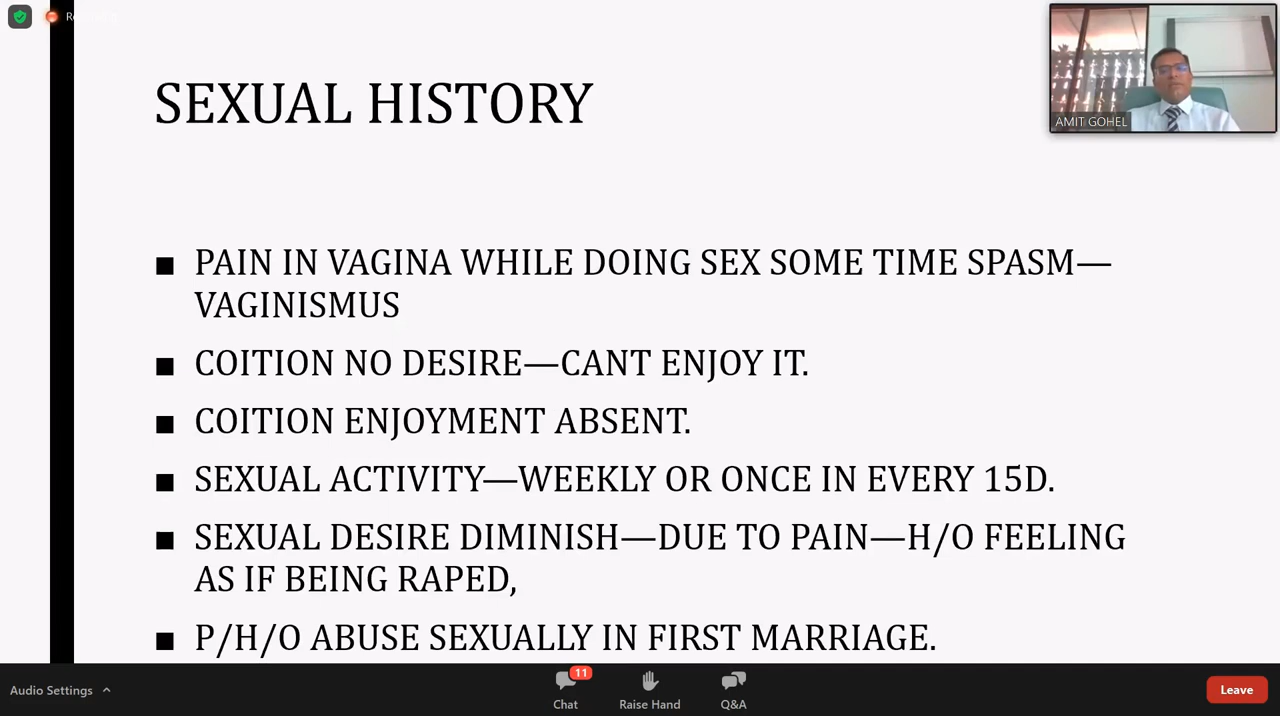 SEXUAL HISTORY
AMIT GOHEL
■ PAIN IN VAGINA WHILE DOING SEX SOME TIME SPASM—
VAGINISMUS
■ COITION NO DESIRE—CANT ENJOY IT.
■ COITION ENJOYMENT ABSENT.
■ SEXUAL ACTIVITY—WEEKLY OR ONCE IN EVERY 15D.
■ SEXUAL DESIRE DIMINISH—DUE TO PAIN—H/O FEELING
AS IF BEING RAPED,
■ P/H/O ABUSE SEXUALLY IN FIRST MARRIAGE.
Audio Settings
11
Chat
Raise Hand
Q&A
Leave